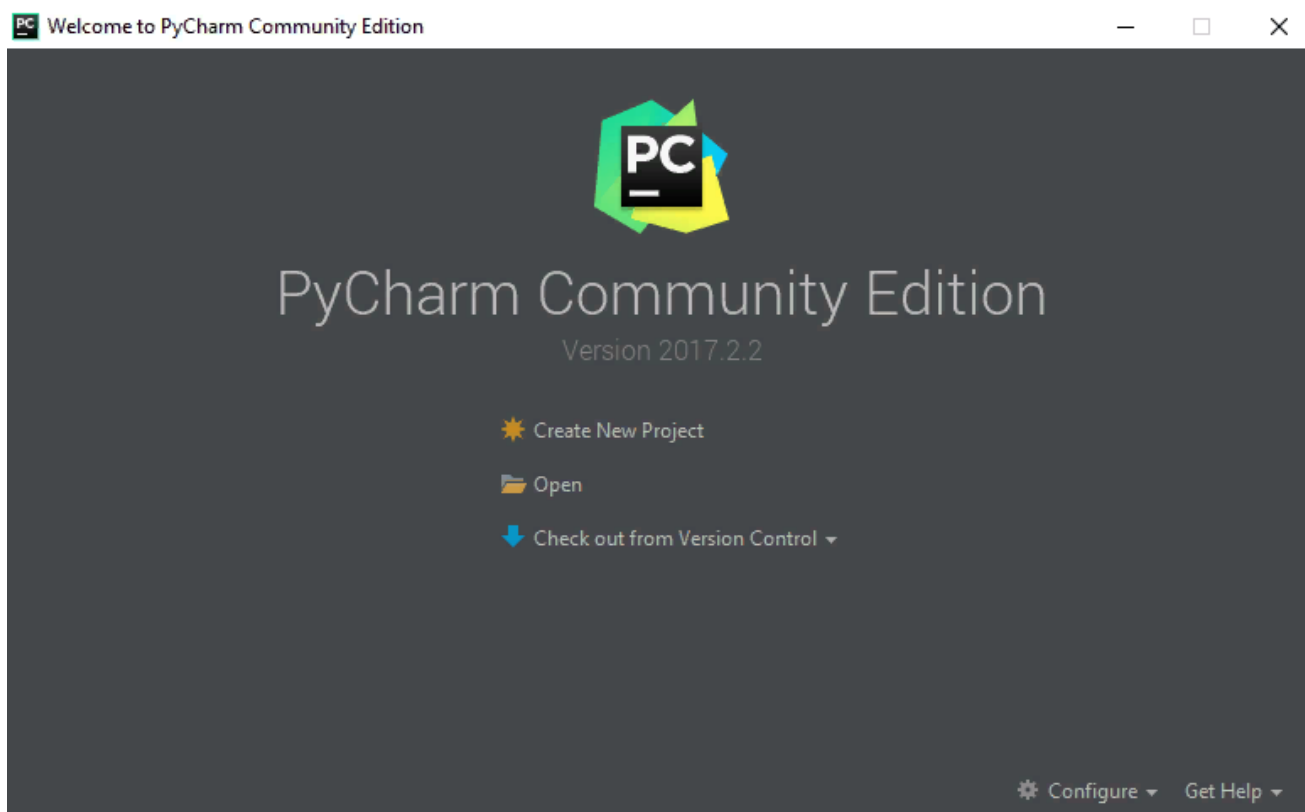 PC Welcome to PyCharm Community Edition
PC
PyCharm Community Edition
Version 2017.2.2
Create New Project
Open
Check out from Version Control
Configure Get Help